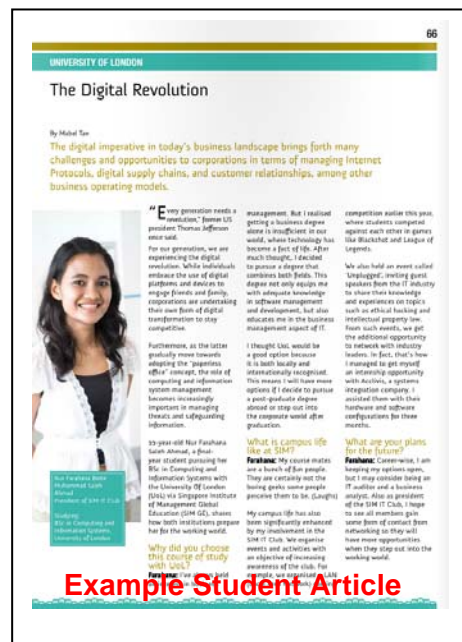 66
UNIVERSITY OF LONDON
The Digital Revolution
By Mabel Tan
The digital imperative in today's business landscape brings forth many
challenges and opportunities to corporations in terms of managing Internet
Protocols, digital supply chains, and customer relationships, among other
business operating models.
"Every generation needs a
revolution," former US
president Thomas Jefferson
once said.
For our generation, we are
experiencing the digital
revolution. While individuals
embrace the use of digital
platforms and devices to
engage friends and family,
corporations are undertaking
their own form of digital
transformation to stay
competitive.
Furthermore, as the latter
gradually move towards
adopting the "paperless
office" concept, the role of
computing and information
system management
becomes increasingly
important in managing
threats and safeguarding
information.
Nur Farahana Saleh Ahmad, a final-
year student pursuing her
BSc in Computing and
Information Systems with
the University Of London
(UoL) via Singapore Institute
of Management Global
Education (SIM GE), shares
how both institutions prepare
her for the working world.
Why did you choose
this course of study
with UoL?
Farahana: I've held
management. But I realised
getting a business degree
alone is insufficient in our
world, where technology has
become a fact of life. After
much thought, I decided
to pursue a degree that
combines both fields. This
degree not only equips me
with adequate knowledge
in software management
and development, but also
educates me in the business
management aspect of IT.
I thought UoL would be
a good option because
it is both locally and
internationally recognised.
This means I will have more
options if I decide to pursue
a post-graduate degree
abroad or step out into
the corporate world after
graduation.
What is campus life
like at SIM?
Farahana: My course mates
are a bunch of fun people.
They are certainly not the
boring geeks some people
perceive them to be. (Laughs)
My campus life has also
been significantly enhanced
by my involvement in the
SIM IT Club. We organise
events and activities with
an objective of increasing
awareness of the club. For
example, we organised a LAN
competition earlier this year,
where students competed
against each other in games
like Blackshot and League of
Legends.
We also held an event called
'Unplugged', inviting guest
speakers from the IT industry
to share their knowledge
and experiences on topics
such as ethical hacking and
intellectual property law.
From such events, we get
the additional opportunity
to network with industry
leaders. In fact, that's how
I managed to get myself
an internship opportunity
with Acclivis, a systems
integration company. I
assisted them with their
hardware and software
configurations for three
months.
What are your plans
for the future?
Farahana: Career-wise, I am
keeping my options open,
but I may consider being an
IT auditor and a business
analyst. Also as president
of the SIM IT Club, I hope
to see all members gain
some form of contact from
networking so they will
have more opportunities
when they step out into the
working world.
Nur Farahana Binte
Muhammad Saleh
Ahmad
President of SIM IT Club
Studying:
BSc in Computing and
Information Systems,
University of London
Example Student Article